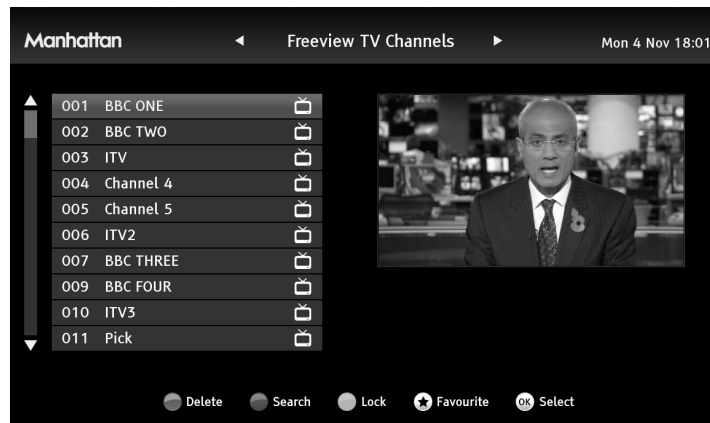 Manhattan
Freeview TV Channels
Mon 4 Nov 18:01
001 BBC ONE
002 BBC TWO
003 ITV
004 Channel 4
005 Channel 5
006 ITV2
007 BBC THREE
009 BBC FOUR
010 ITV3
011 Pick
Delete Search Lock Favourite OK Select